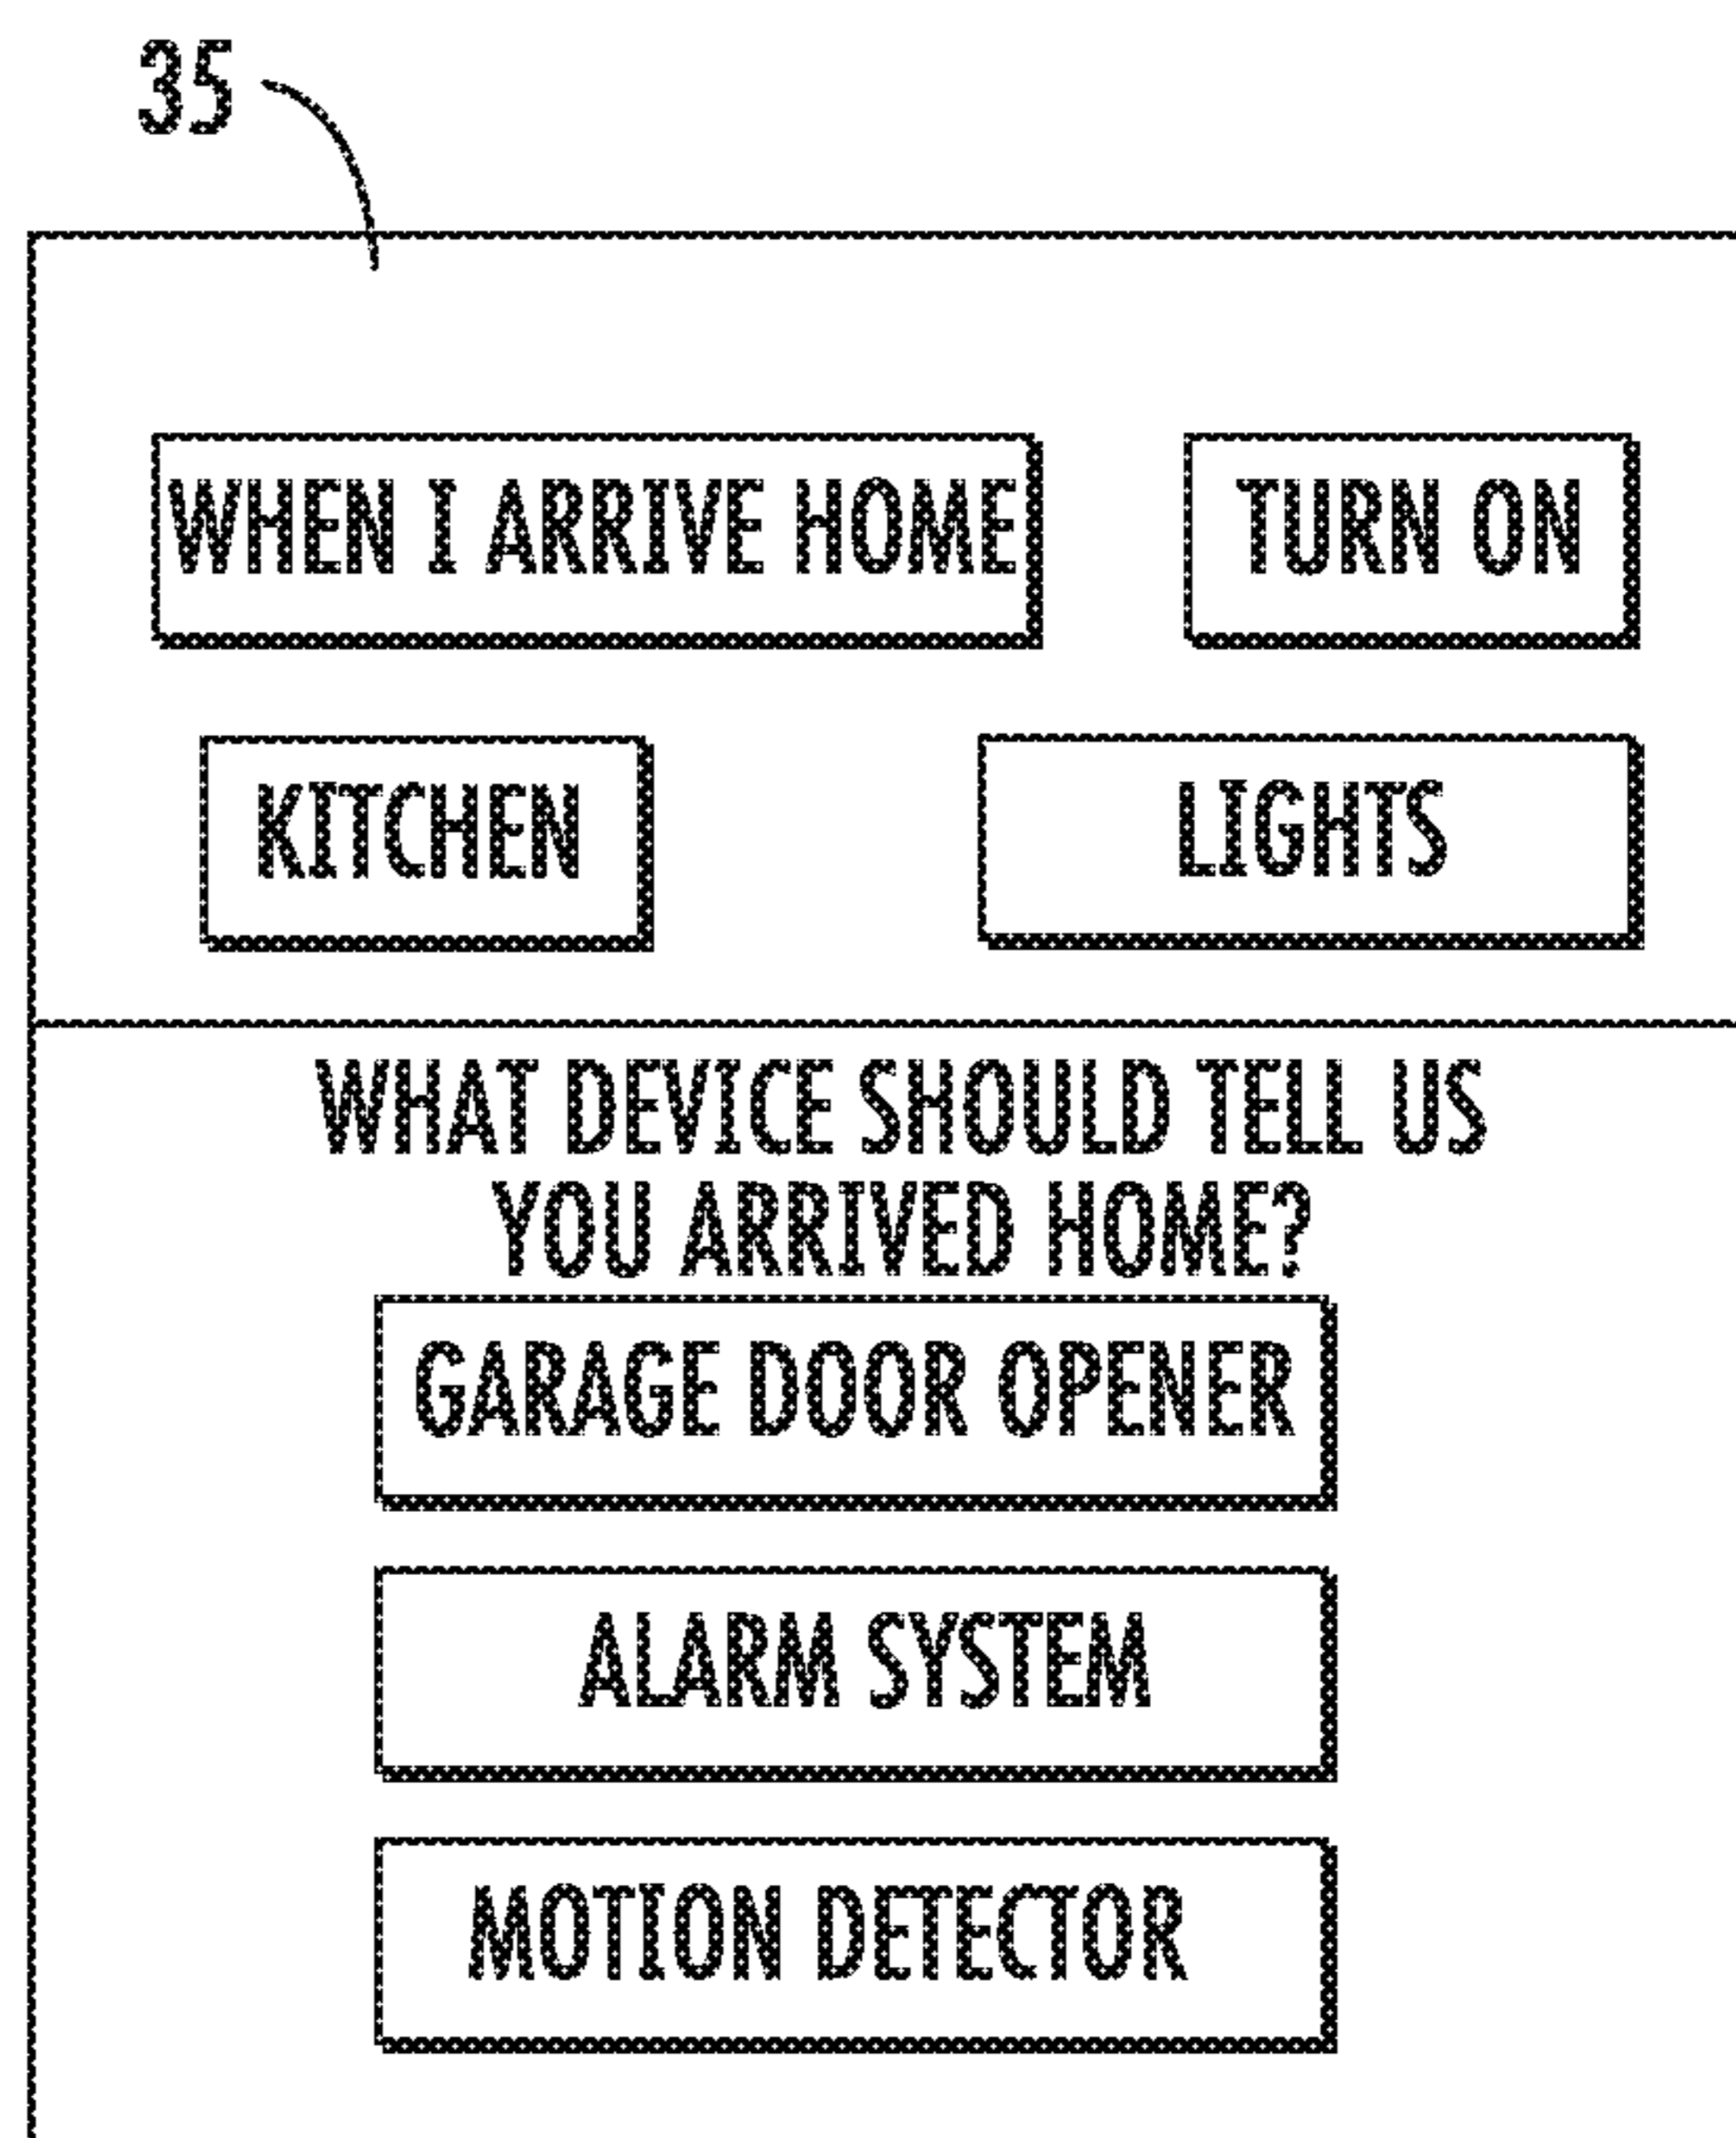 35
WHEN I ARRIVE HOME TURN ON
KITCHEN LIGHTS
WHAT DEVICE SHOULD TELL US
YOU ARRIVED HOME?
GARAGE DOOR OPENER
ALARM SYSTEM
MOTION DETECTOR